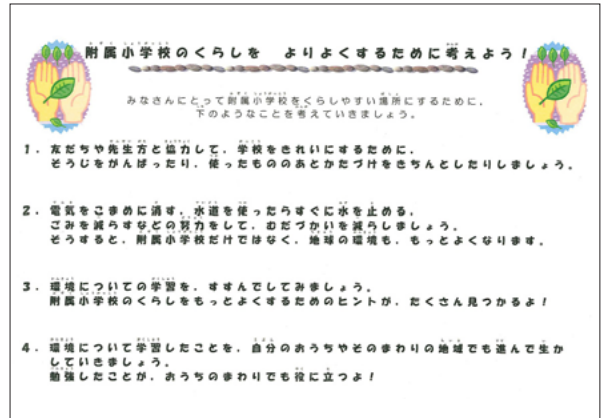 附属小学校のくらしを よりよくするために考えよう！
みなさんにとって附属小学校をくらしやすい場所にするために，
下のようなことを考えていきましょう。
1．友だちや先生方と協力して，学校をきれいにするために，
そうじをがんばったり，使ったもののあとかたづけをきちんとしたりしましょう。
2．電気をこまめに消す，水道を使ったらすぐに水を止める，
ごみを減らすなどの努力をして，むだづかいを減らしましょう。
そうすると，附属小学校だけではなく，地球の環境も，もっとよくなります。
3．環境についての学習を，すすんでしてみましょう。
附属小学校のくらしをもっとよくするためのヒントが，たくさん見つかるよ！
4．環境について学習したことを，自分のおうちやそのまわりの地域でも進んで生か
していきましょう。
勉強したことが，おうちのまわりでも役に立つよ！